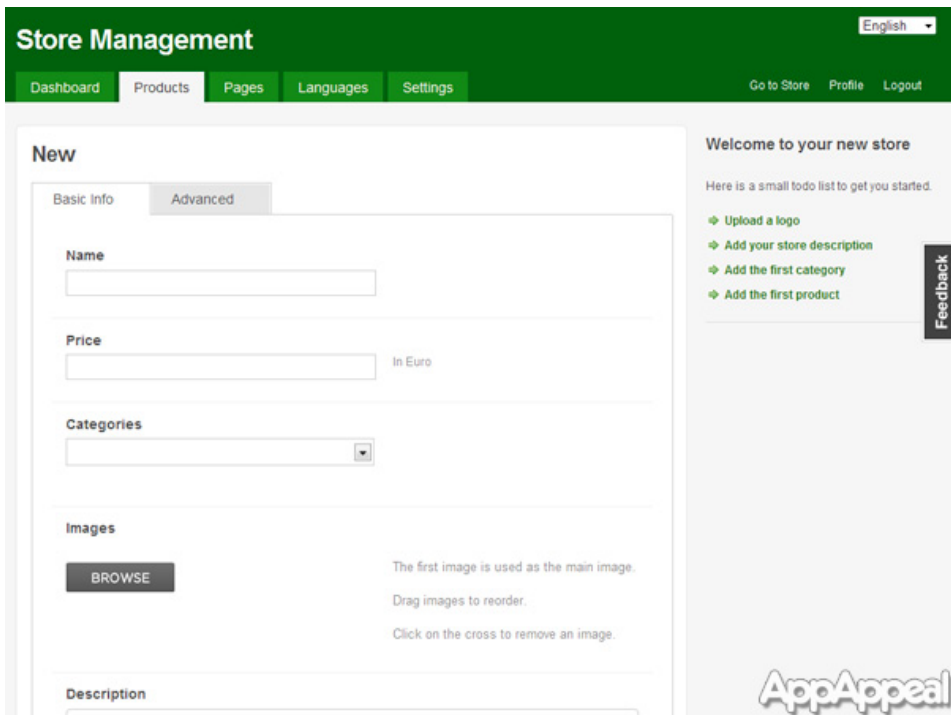 English
Store Management
Dashboard Products Pages Languages Settings
Go to Store Profile Logout
New
Basic Info Advanced
Name
Price
In Euro
Categories
Images
BROWSE
The first image is used as the main image.
Drag images to reorder.
Click on the cross to remove an image.
Description
Welcome to your new store
Here is a small todo list to get you started.
Upload a logo
Add your store description
Add the first category
Add the first product
Feedback
AppAppeal